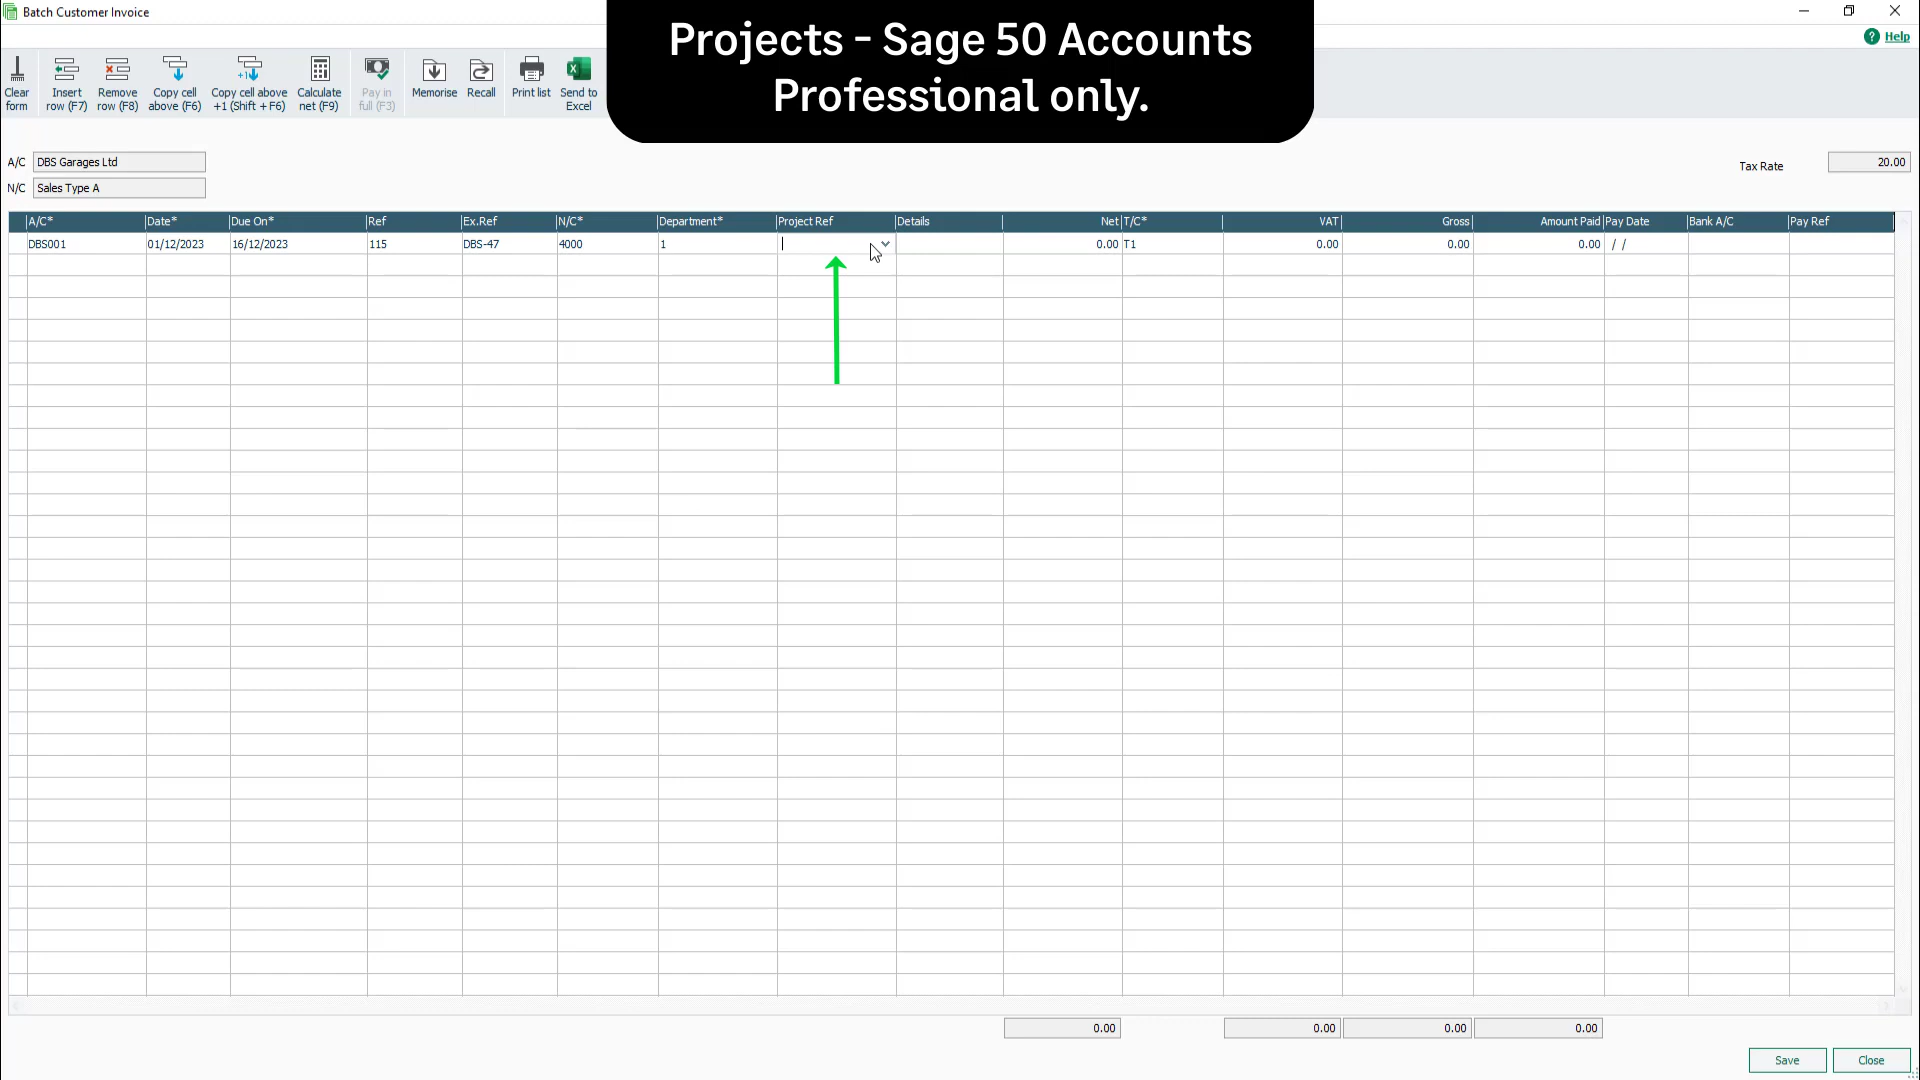 Batch Customer Invoice
Projects - Sage 50 Accounts
Professional only.
Help
Clear form
Insert row (F7)
Remove row (F8)
Copy cell above (F6)
Copy cell above +1 (Shift + F6)
Calculate net (F9)
Pay in full (F3)
Memorise
Recall
Print list
Send to Excel
A/C DBS Garages Ltd
Tax Rate 20.00
N/C Sales Type A
A/C* Date* Due On* Ref Ex.Ref N/C* Department* Project Ref Details Net T/C* VAT Gross Amount Paid Pay Date Bank A/C Pay Ref
DBS001 01/12/2023 16/12/2023 115 DBS-47 4000 1 0.00 T1 0.00 0.00 0.00 / /
0.00 0.00 0.00 0.00
Save Close